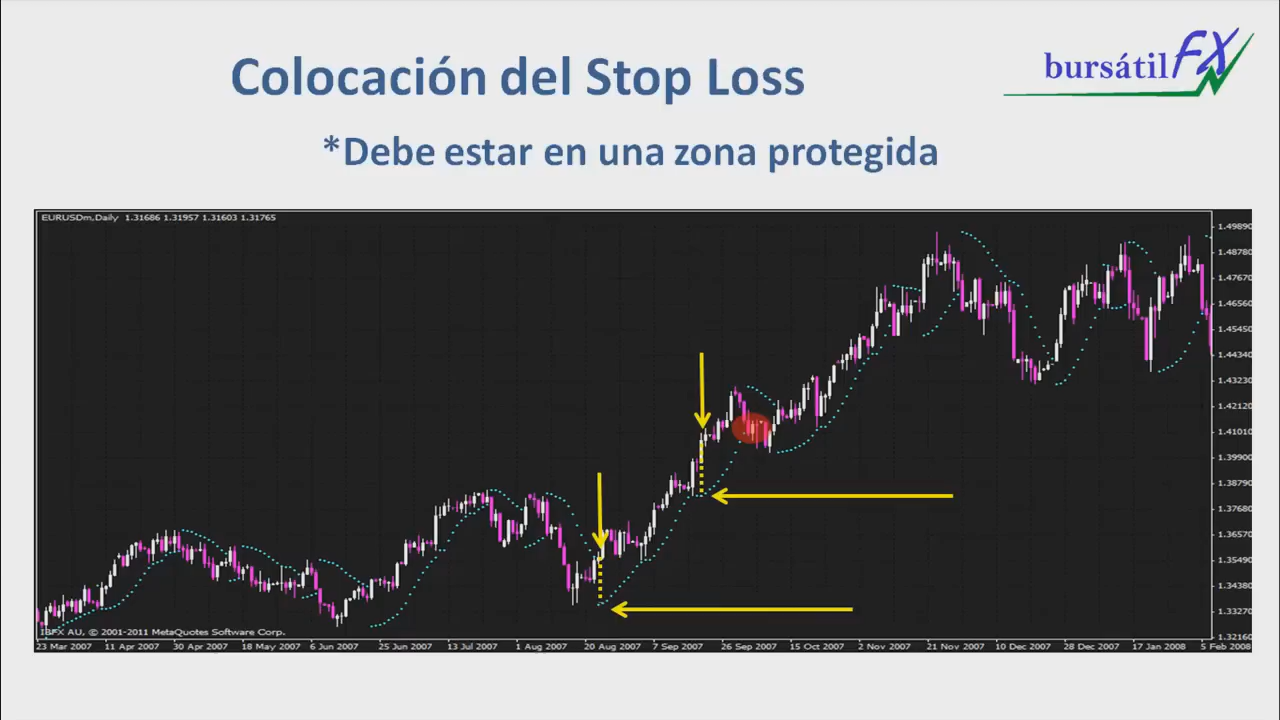 Colocación del Stop Loss
bursátilFX
*Debe estar en una zona protegida
EURUSDm,Daily 1.31686 1.31957 1.31603 1.31765
1.49890
1.48780
1.47670
1.46560
1.45450
1.44340
1.43230
1.42120
1.41010
1.39900
1.38790
1.37680
1.36570
1.35490
1.34380
1.33270
1.32160
IBFX AU, © 2001-2011 MetaQuotes Software Corp.
23 Mar 2007 11 Apr 2007 30 Apr 2007 18 May 2007 6 Jun 2007 25 Jun 2007 13 Jul 2007 1 Aug 2007 20 Aug 2007 7 Sep 2007 26 Sep 2007 15 Oct 2007 2 Nov 2007 21 Nov 2007 10 Dec 2007 28 Dec 2007 17 Jan 2008 5 Feb 2008